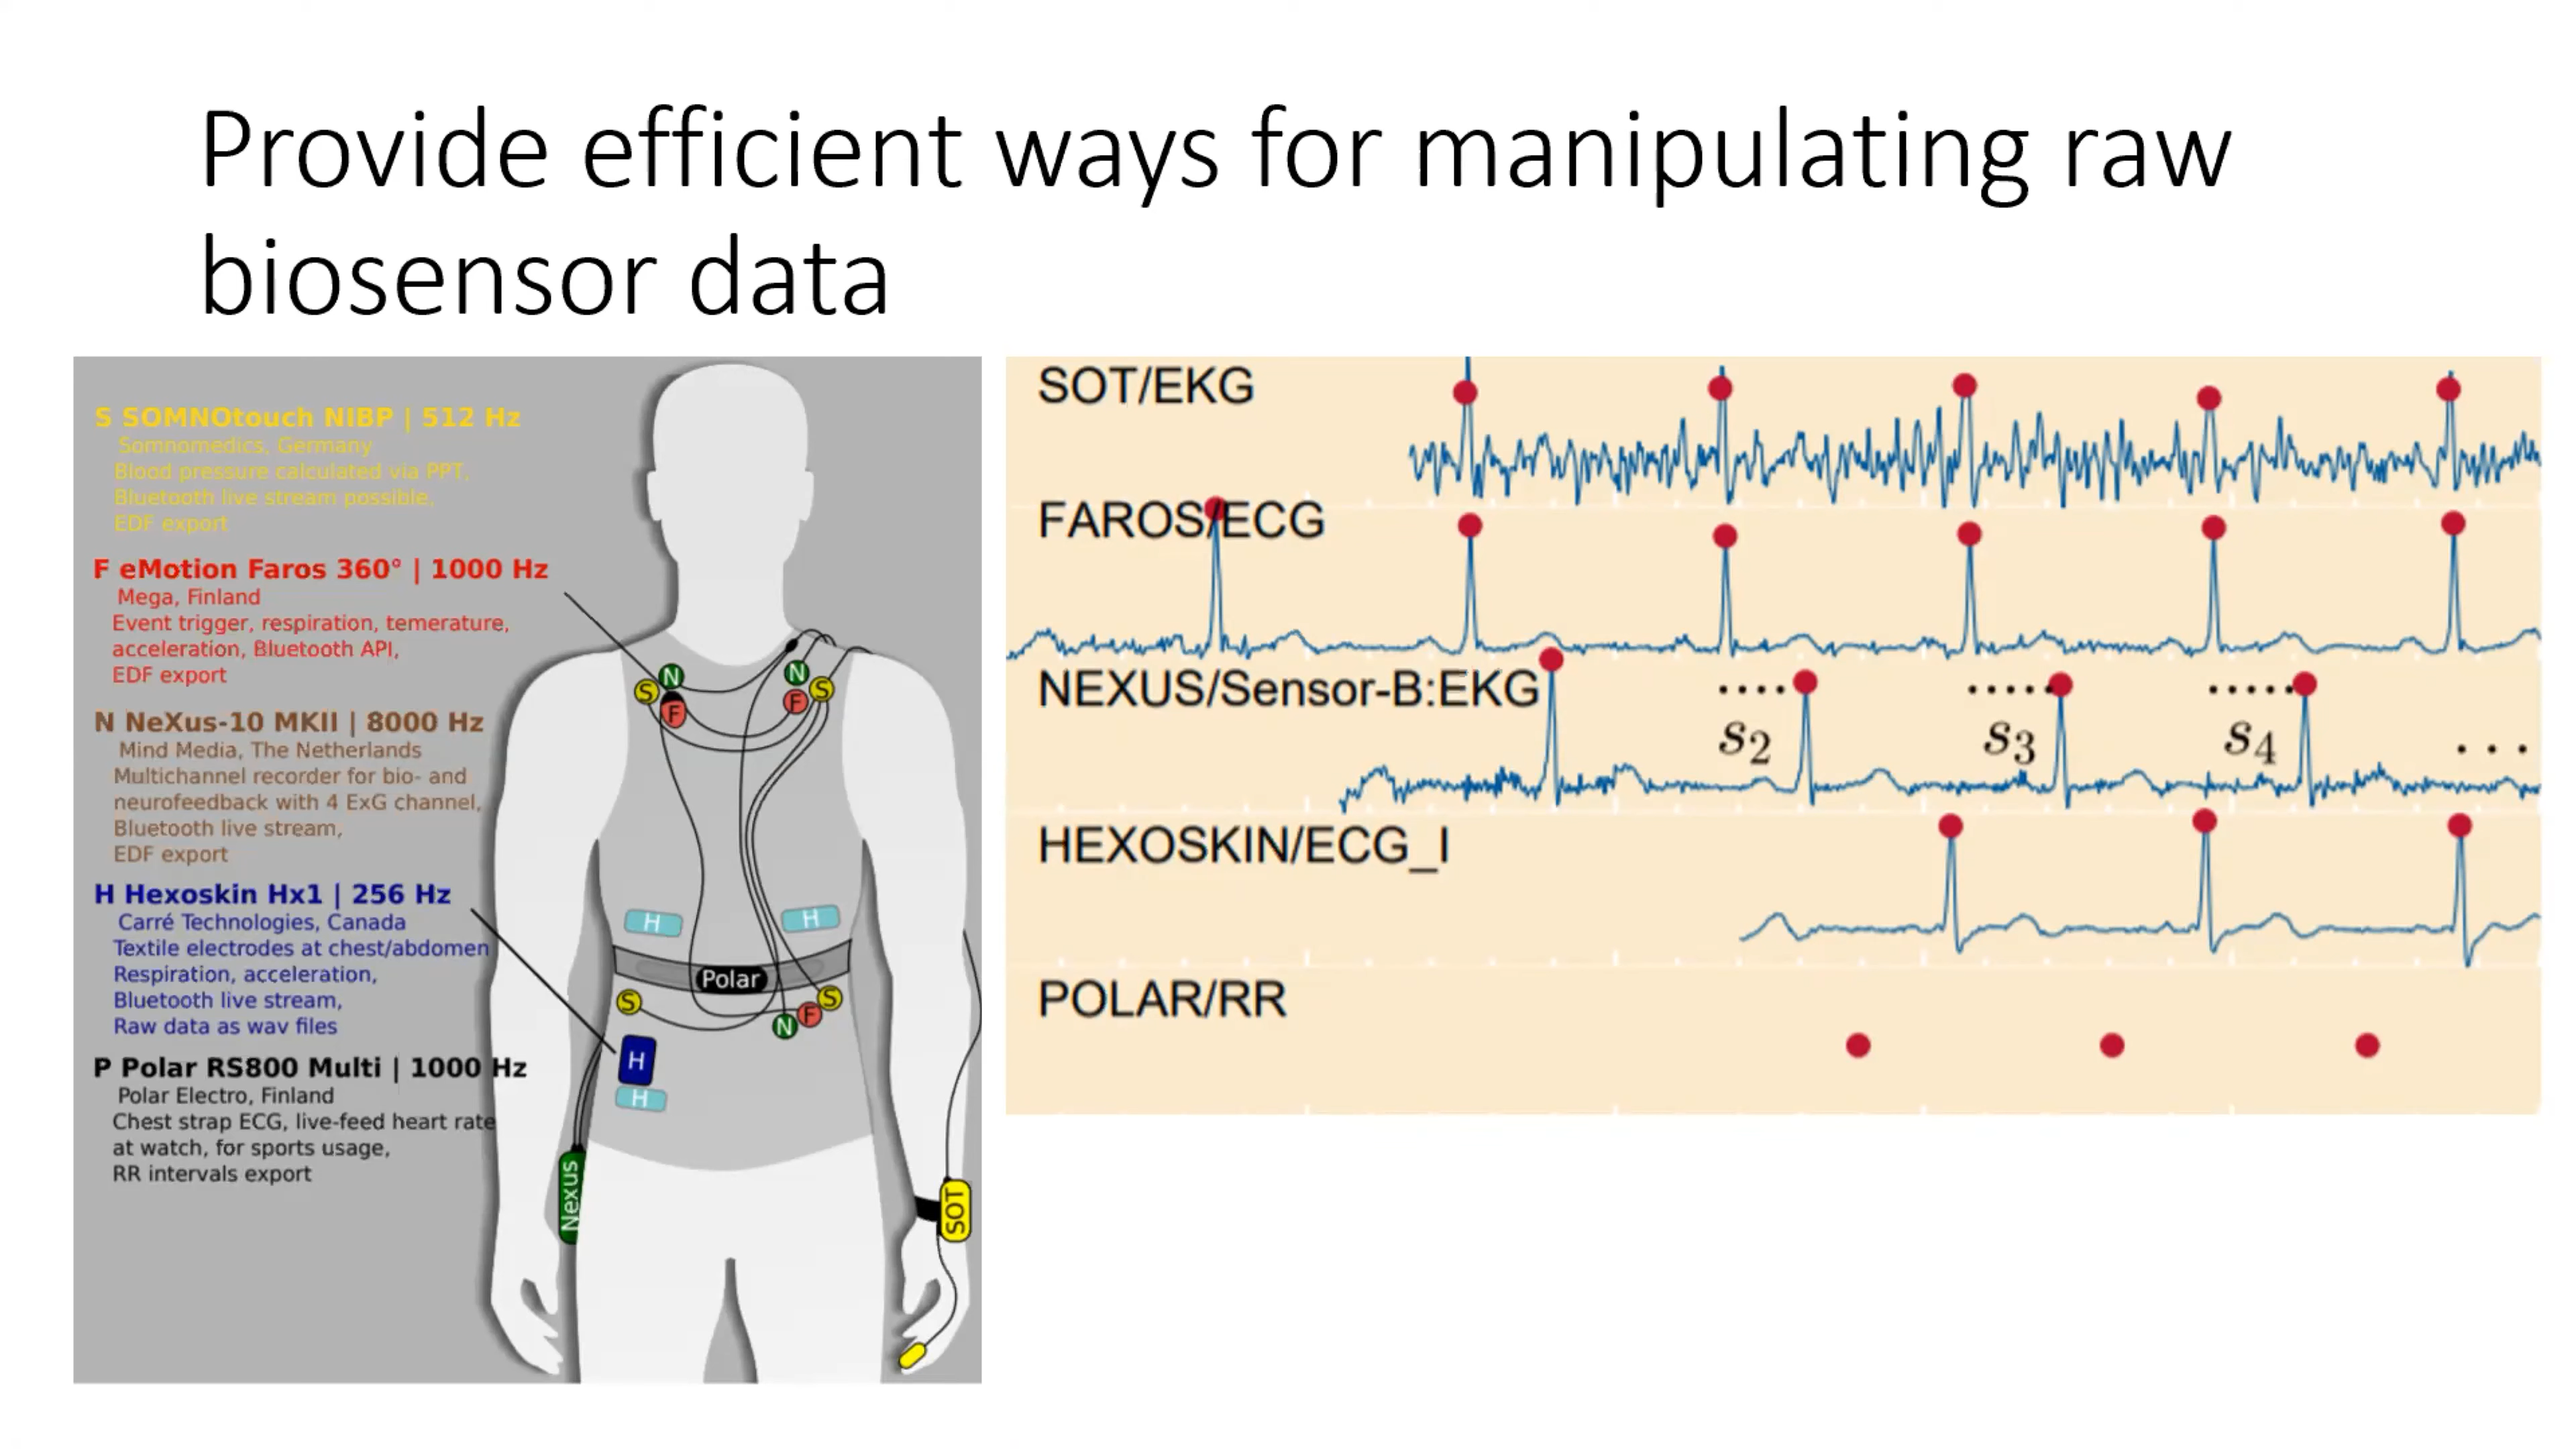 Provide efficient ways for manipulating raw
biosensor data
S SOMNOtouch NIBP | 512 Hz
Somnomedics, Germany
Blood pressure calculated via PPT,
Bluetooth live stream possible,
EDF export
F eMotion Faros 360° | 1000 Hz
Mega, Finland
Event trigger, respiration, temerature,
acceleration, Bluetooth API,
EDF export
N NeXus-10 MKII | 8000 Hz
Mind Media, The Netherlands
Multichannel recorder for bio- and
neurofeedback with 4 ExG channel,
Bluetooth live stream,
EDF export
H Hexoskin Hx1 | 256 Hz
Carré Technologies, Canada
Textile electrodes at chest/abdomen
Respiration, acceleration,
Bluetooth live stream,
Raw data as wav files
P Polar RS800 Multi | 1000 Hz
Polar Electro, Finland
Chest strap ECG, live-feed heart rate
at watch, for sports usage,
RR intervals export
N N
S S
F F
H H
Polar
S S
N F
H
H
Nexus
SOT
SOT/EKG
FAROS/ECG
NEXUS/Sensor-B:EKG
s2 s3 s4 ...
HEXOSKIN/ECG_I
POLAR/RR